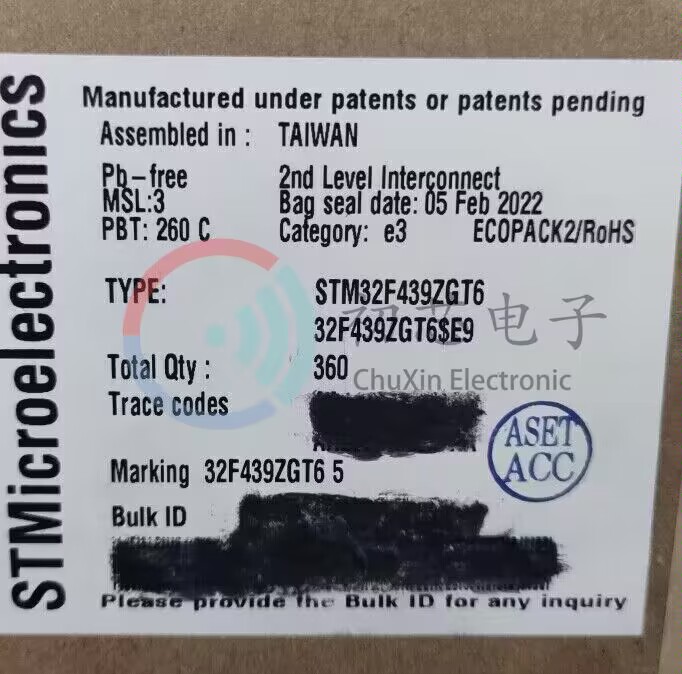 STMicroelectronics
Manufactured under patents or patents pending
Assembled in : TAIWAN
Pb-free 2nd Level Interconnect
MSL:3 Bag seal date: 05 Feb 2022
PBT: 260 C Category: e3 ECOPACK2/RoHS
TYPE: STM32F439ZGT6
32F439ZGT6$E9
电子
Total Qty : 360
ChuXin Electronic
Trace codes
ASET
ACC
Marking 32F439ZGT6 5
Bulk ID
Please provide the Bulk ID for any inquiry